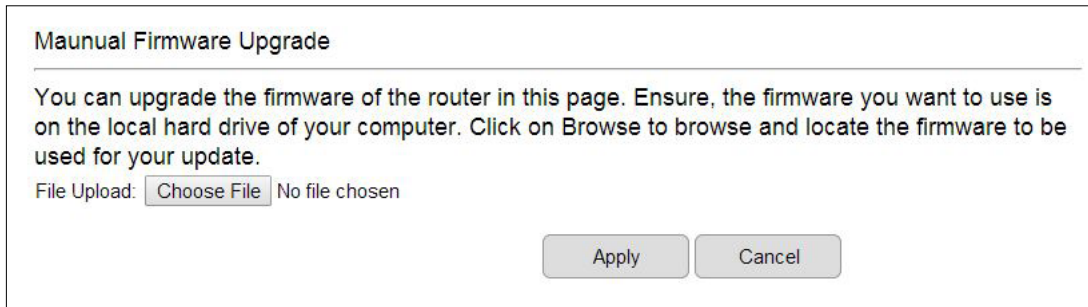 Maunual Firmware Upgrade
You can upgrade the firmware of the router in this page. Ensure, the firmware you want to use is
on the local hard drive of your computer. Click on Browse to browse and locate the firmware to be
used for your update.
File Upload: Choose File No file chosen
Apply Cancel